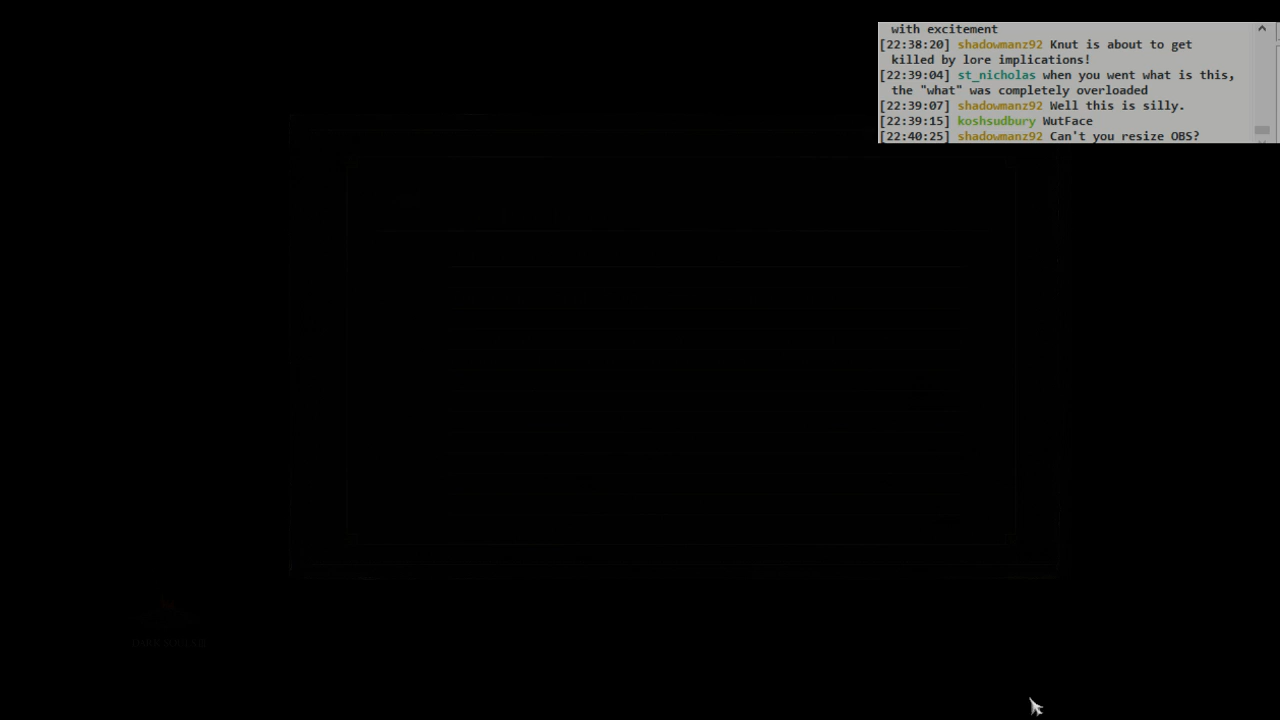 with excitement
[22:38:20] shadowmanz92 Knut is about to get
killed by lore implications!
[22:39:04] st_nicholas when you went what is this,
the "what" was completely overloaded
[22:39:07] shadowmanz92 Well this is silly.
[22:39:15] koshsudbury WutFace
[22:40:25] shadowmanz92 Can't you resize OBS?